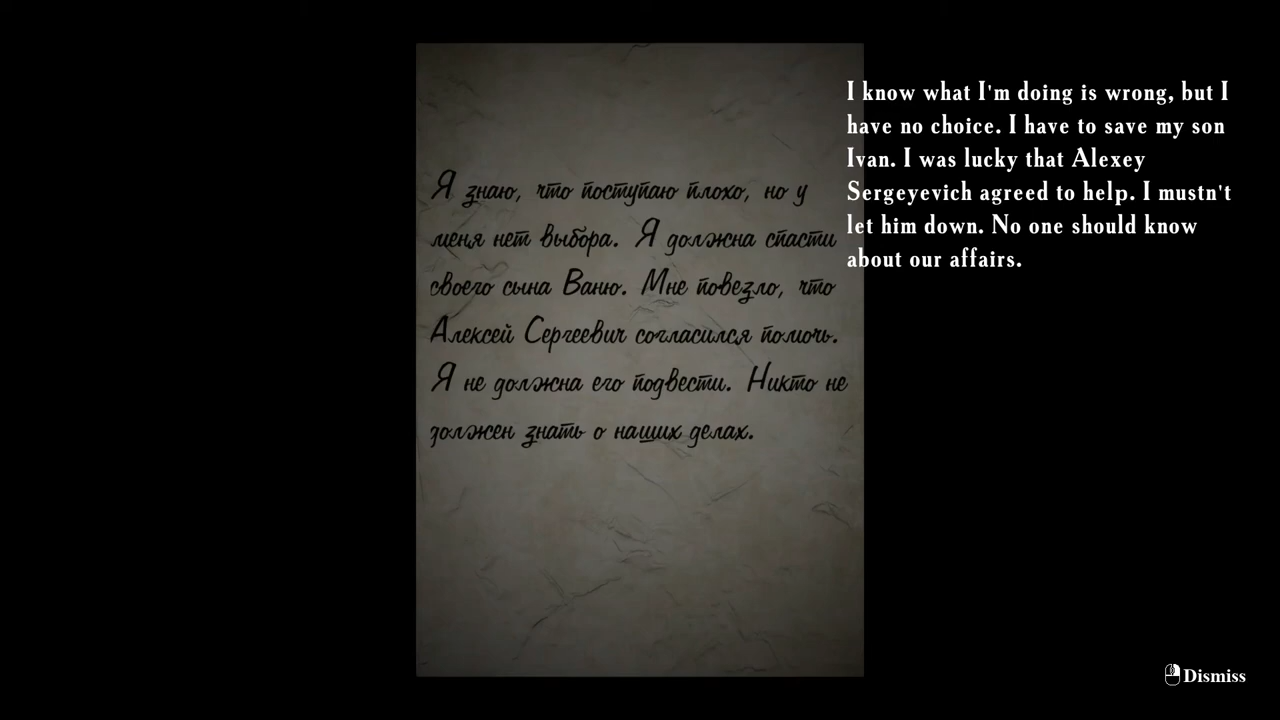 Я знаю, что поступаю плохо, но у
меня нет выбора. Я должна спасти
своего сына Ваню. Мне повезло, что
Алексей Сергеевич согласился помочь.
Я не должна его подвести. Никто не
должен знать о наших делах.
I know what I'm doing is wrong, but I
have no choice. I have to save my son
Ivan. I was lucky that Alexey
Sergeyevich agreed to help. I mustn't
let him down. No one should know
about our affairs.
Dismiss